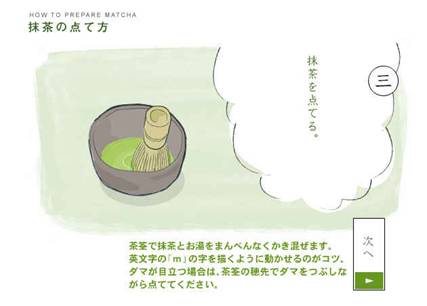 HOW TO PREPARE MATCHA
抹茶の点て方
三
抹茶を点てる。
茶筌で抹茶とお湯をまんべんなくかき混ぜます。
英文字の「m」の字を描くように動かせるのがコツ。
ダマが目立つ場合は、茶筌の穂先でダマをつぶしな
がら点ててください。
次へ